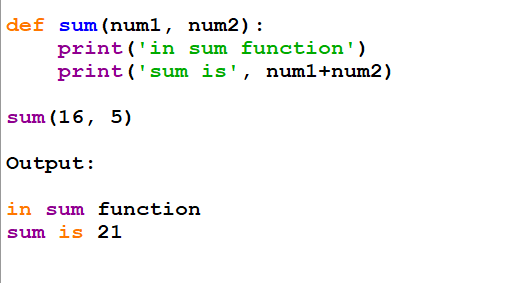 def sum(num1, num2):
    print('in sum function')
    print('sum is', num1+num2)
sum(16, 5)
Output:
in sum function
sum is 21